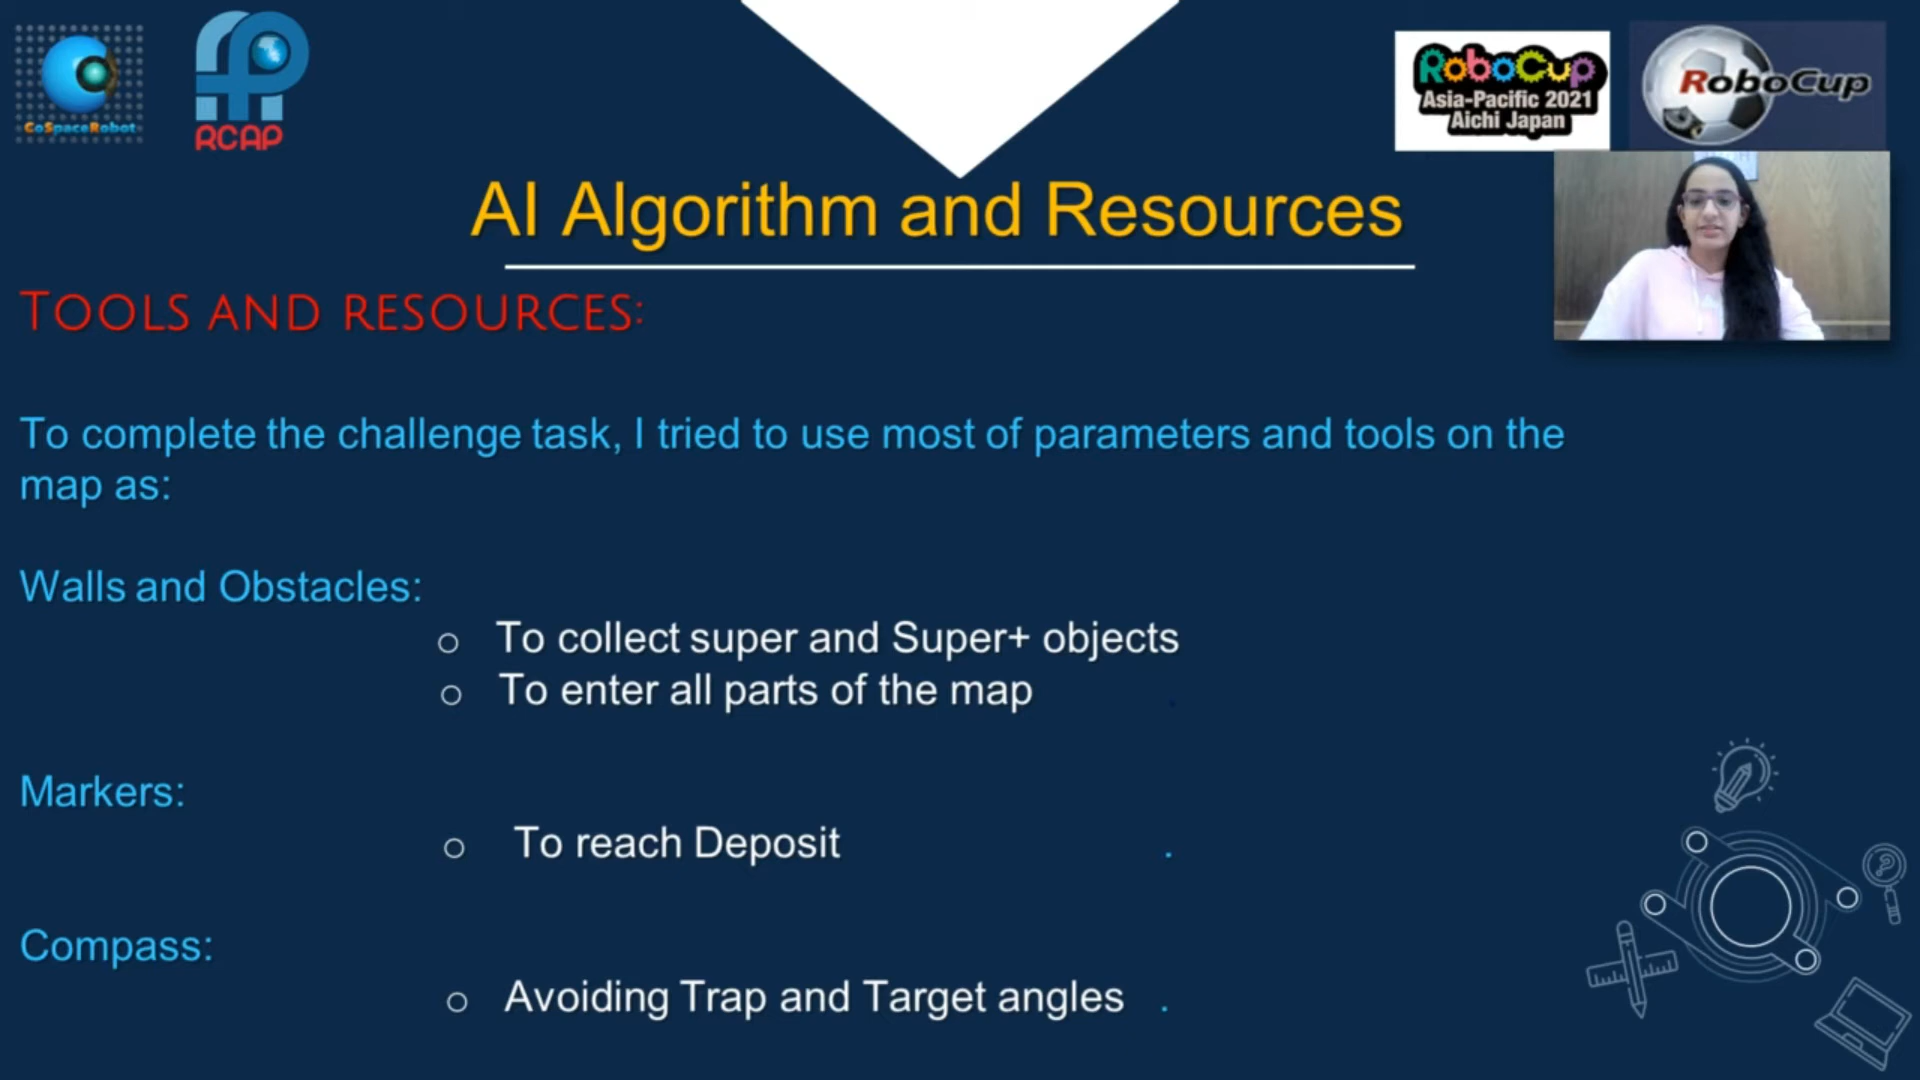 CoSpaceRobot
RCAP
RoboCup
Asia-Pacific 2021
Aichi Japan
RoboCup
AI Algorithm and Resources
TOOLS AND RESOURCES:
To complete the challenge task, I tried to use most of parameters and tools on the
map as:
Walls and Obstacles:
o To collect super and Super+ objects
o To enter all parts of the map
Markers:
o To reach Deposit .
Compass:
o Avoiding Trap and Target angles .